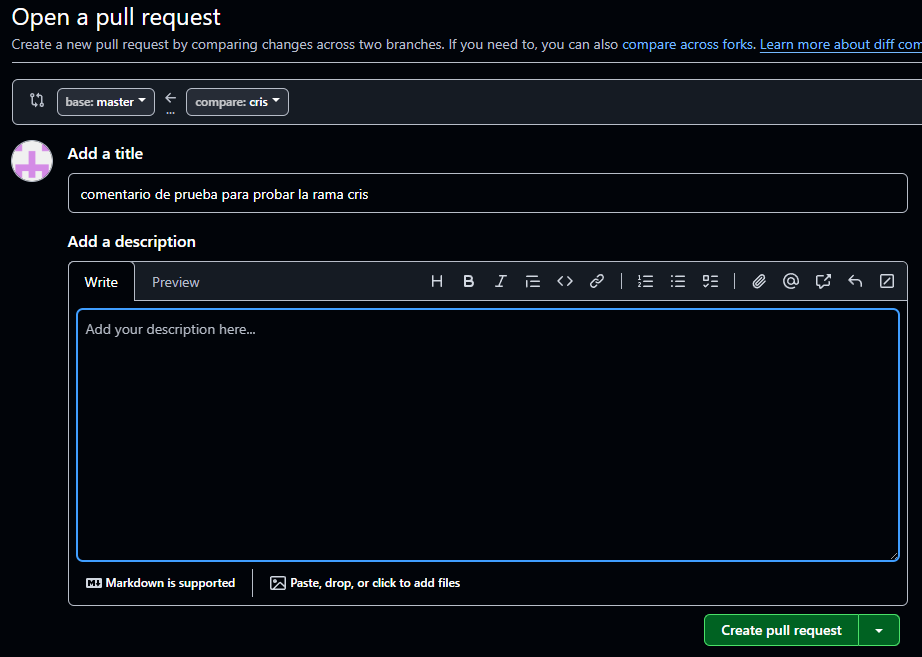 Open a pull request
Create a new pull request by comparing changes across two branches. If you need to, you can also compare across forks. Learn more about diff com
base: master
...
compare: cris
Add a title
comentario de prueba para probar la rama cris
Add a description
Write Preview H B I
Add your description here...
Markdown is supported Paste, drop, or click to add files
Create pull request